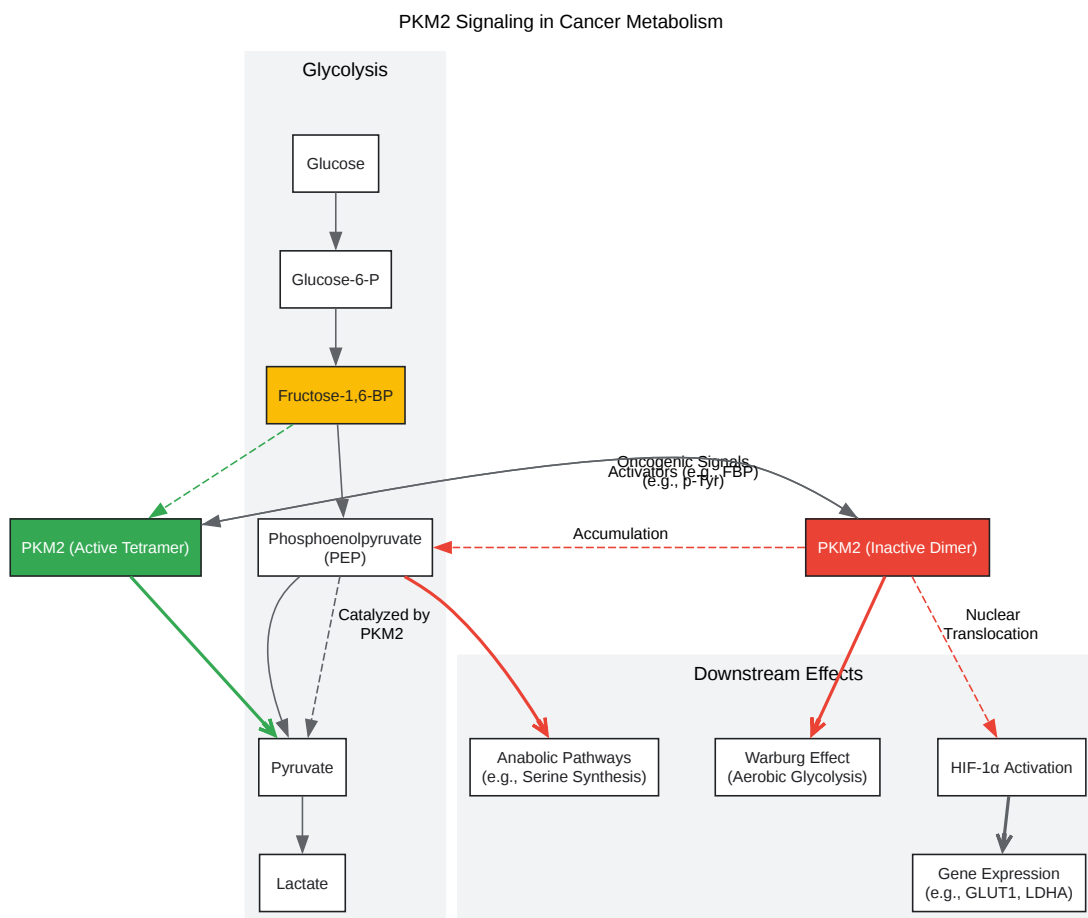 PKM2 Signaling in Cancer Metabolism
Glycolysis
Glucose
Glucose-6-P
Fructose-1,6-BP
Oncogenic Signals
(e.g., p-Tyr)
Activators (e.g., FBP)
PKM2 (Active Tetramer)
Phosphoenolpyruvate
(PEP)
Accumulation
PKM2 (Inactive Dimer)
Catalyzed by
PKM2
Nuclear
Translocation
Downstream Effects
Pyruvate
Anabolic Pathways
(e.g., Serine Synthesis)
Warburg Effect
(Aerobic Glycolysis)
HIF-1α Activation
Lactate
Gene Expression
(e.g., GLUT1, LDHA)